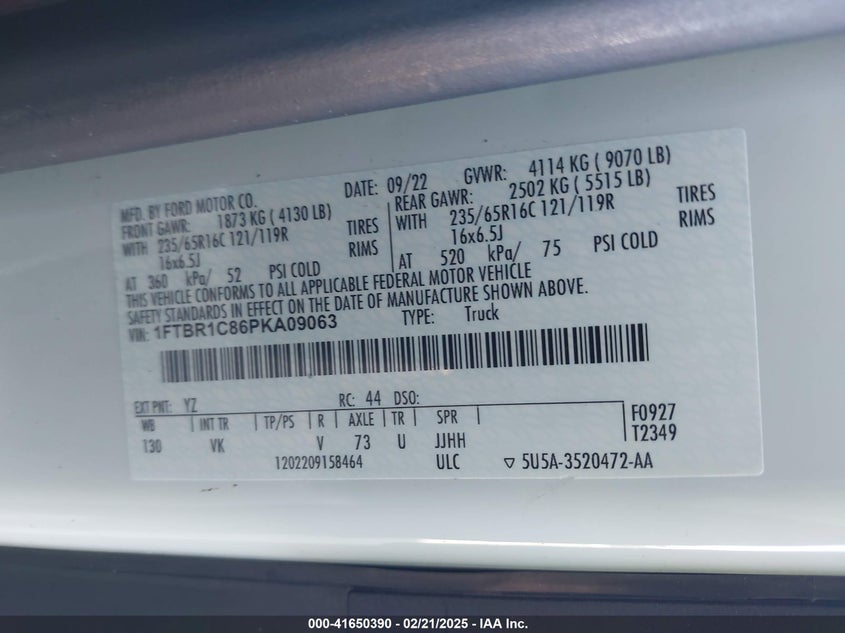 MFD. BY FORD MOTOR CO.
DATE: 09/22
GVWR: 4114 KG ( 9070 LB)
FRONT GAWR: 1873 KG ( 4130 LB)
REAR GAWR: 2502 KG ( 5515 LB)
WITH 235/65R16C 121/119R TIRES
WITH 235/65R16C 121/119R TIRES
16x6.5J RIMS
16x6.5J RIMS
AT 360 kPa/ 52 PSI COLD
AT 520 kPa/ 75 PSI COLD
THIS VEHICLE CONFORMS TO ALL APPLICABLE FEDERAL MOTOR VEHICLE
SAFETY STANDARDS IN EFFECT ON THE DATE OF MANUFACTURE SHOWN ABOVE.
VIN: 1FTBR1C86PKA09063
TYPE: Truck
EXT PNT: YZ RC: 44 DSO:
WB INT TR TP/PS R AXLE TR SPR
130 VK V 73 U JJHH
F0927
T2349
1202209158464 ULC ▽ 5U5A-3520472-AA
000-41650390 - 02/21/2025 - IAA Inc.